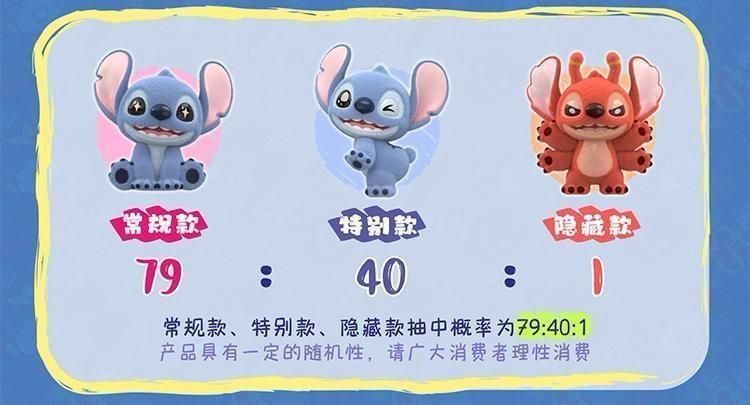 常规款 特别款 隐藏款
79 : 40 : 1
常规款、特别款、隐藏款抽中概率为79:40:1
产品具有一定的随机性，请广大消费者理性消费